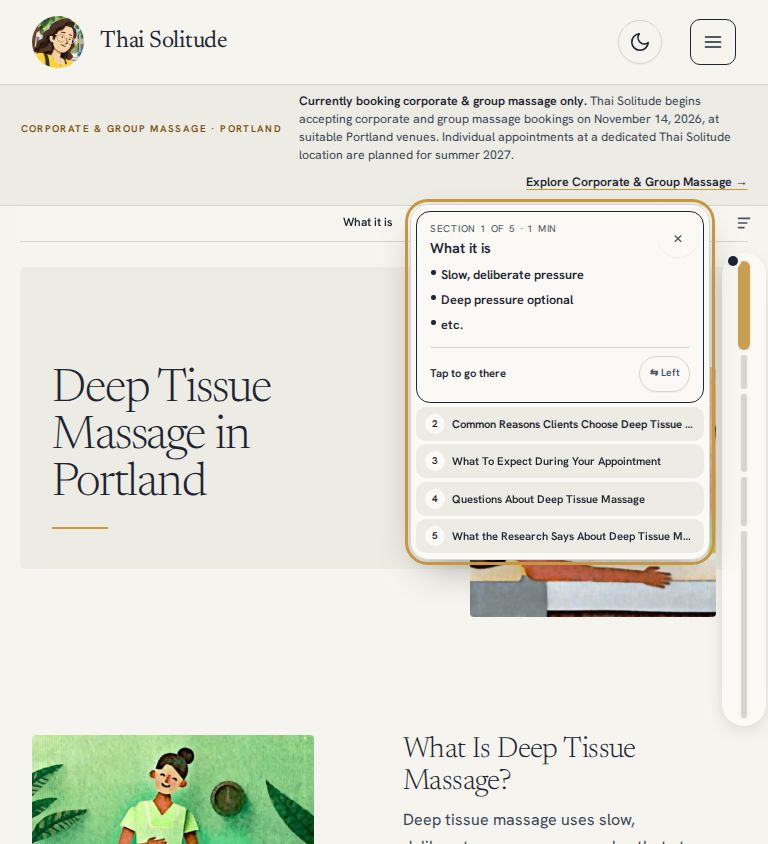 Thai Solitude
CORPORATE & GROUP MASSAGE · PORTLAND
Currently booking corporate & group massage only. Thai Solitude begins
accepting corporate and group massage bookings on November 14, 2026, at
suitable Portland venues. Individual appointments at a dedicated Thai Solitude
location are planned for summer 2027.
Explore Corporate & Group Massage →
What it is
SECTION 1 OF 5 · 1 MIN
What it is
×
• Slow, deliberate pressure
• Deep pressure optional
• etc.
Tap to go there
⇆ Left
2 Common Reasons Clients Choose Deep Tissue ...
3 What To Expect During Your Appointment
4 Questions About Deep Tissue Massage
5 What the Research Says About Deep Tissue M...
Deep Tissue
Massage in
Portland
What Is Deep Tissue
Massage?
Deep tissue massage uses slow,